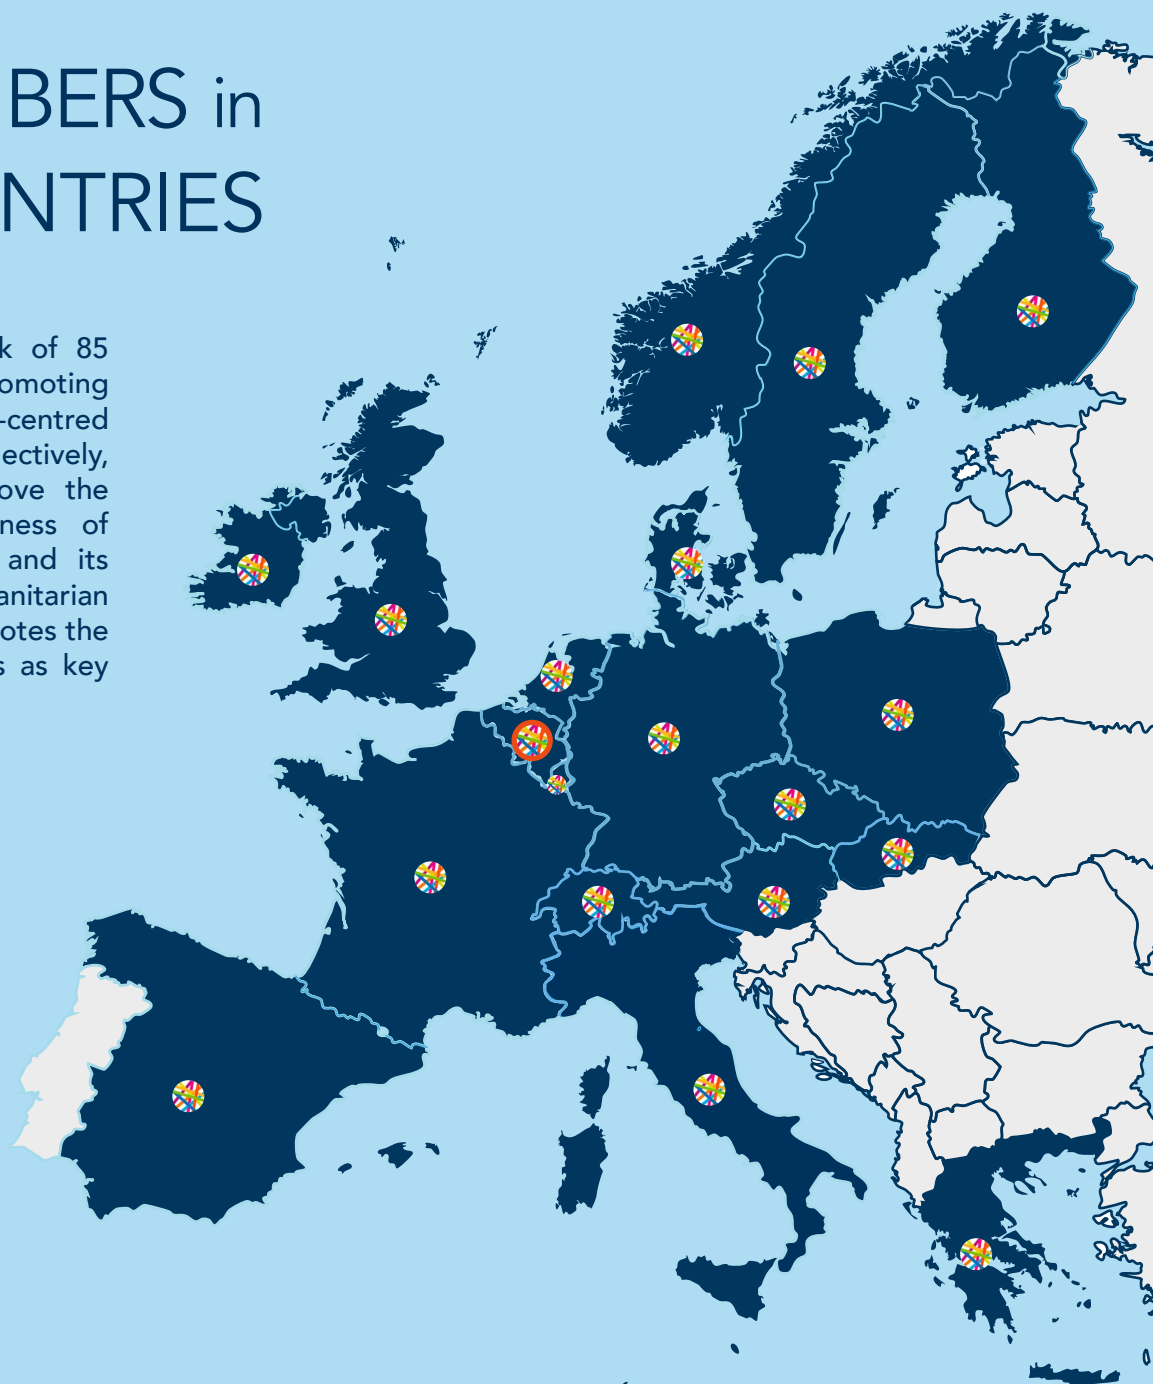 BERS in
NTRIES
k of 85
omoting
-centred
ectively,
ove the
ness of
and its
anitarian
otes the
s as key